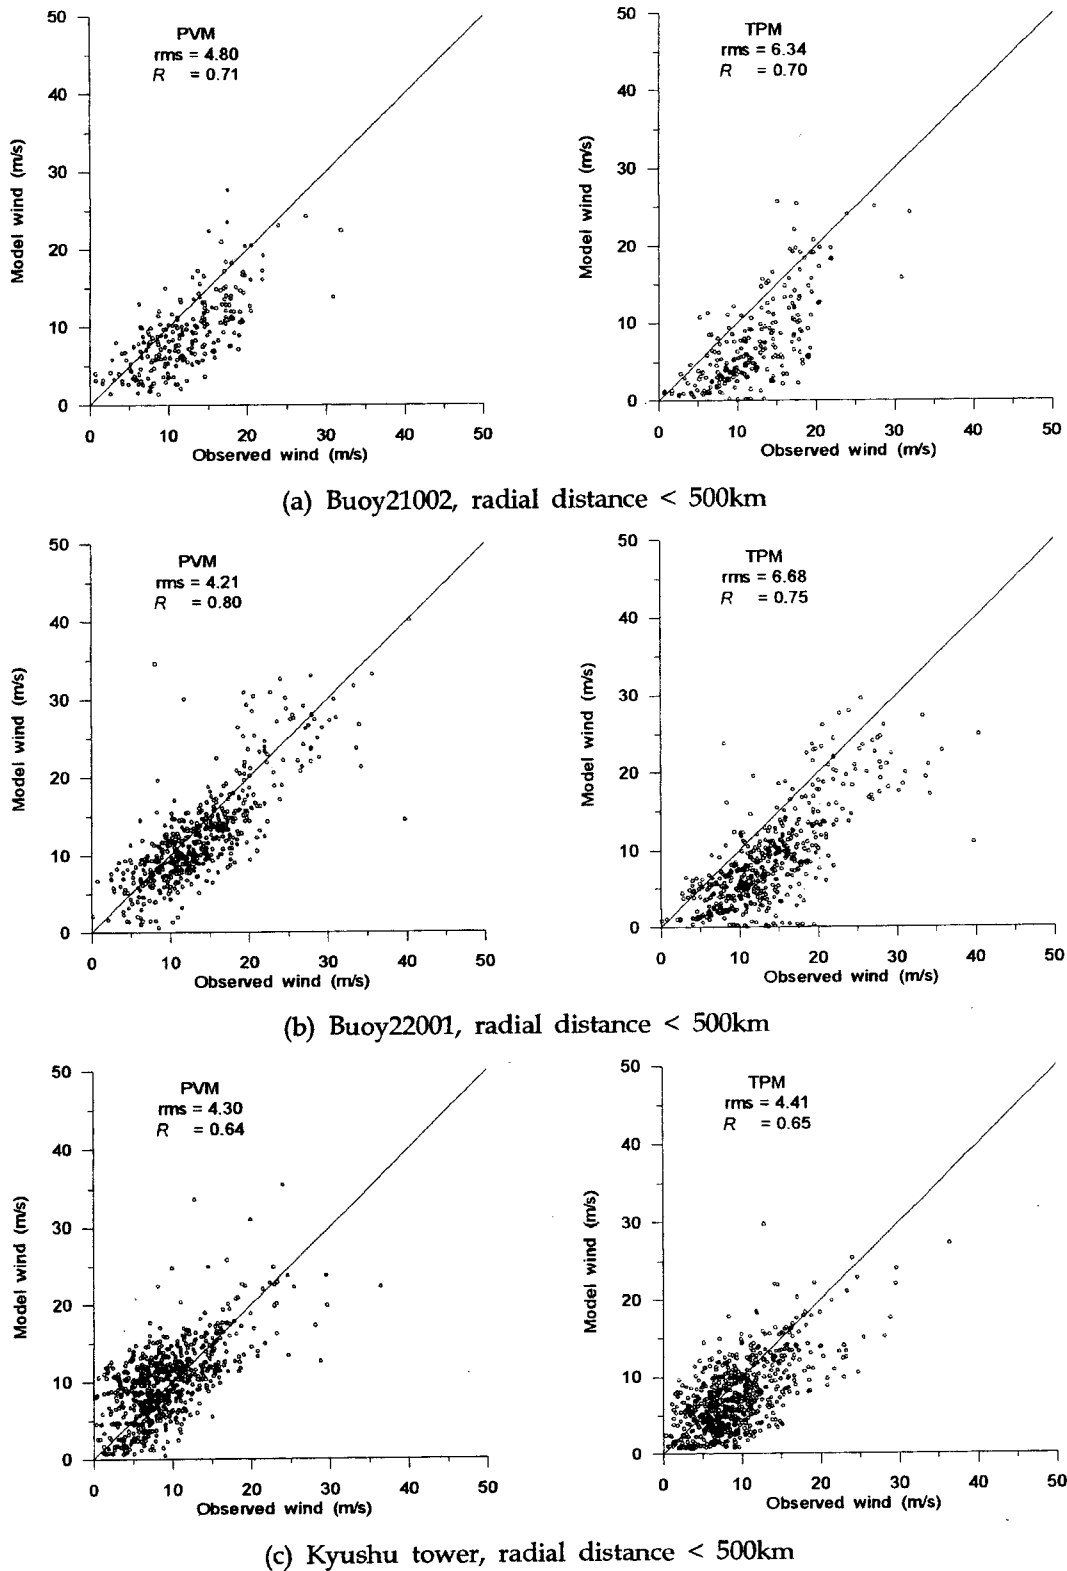 PVM
rms = 4.80
R = 0.71
50
40
30
20
10
0
Model wind (m/s)
0 10 20 30 40 50
Observed wind (m/s)
TPM
rms = 6.34
R = 0.70
50
40
30
20
10
0
Model wind (m/s)
0 10 20 30 40 50
Observed wind (m/s)
(a) Buoy21002, radial distance < 500km
PVM
rms = 4.21
R = 0.80
50
40
30
20
10
0
Model wind (m/s)
0 10 20 30 40 50
Observed wind (m/s)
TPM
rms = 6.68
R = 0.75
50
40
30
20
10
0
Model wind (m/s)
0 10 20 30 40 50
Observed wind (m/s)
(b) Buoy22001, radial distance < 500km
PVM
rms = 4.30
R = 0.64
50
40
30
20
10
0
Model wind (m/s)
0 10 20 30 40 50
Observed wind (m/s)
TPM
rms = 4.41
R = 0.65
50
40
30
20
10
0
Model wind (m/s)
0 10 20 30 40 50
Observed wind (m/s)
(c) Kyushu tower, radial distance < 500km